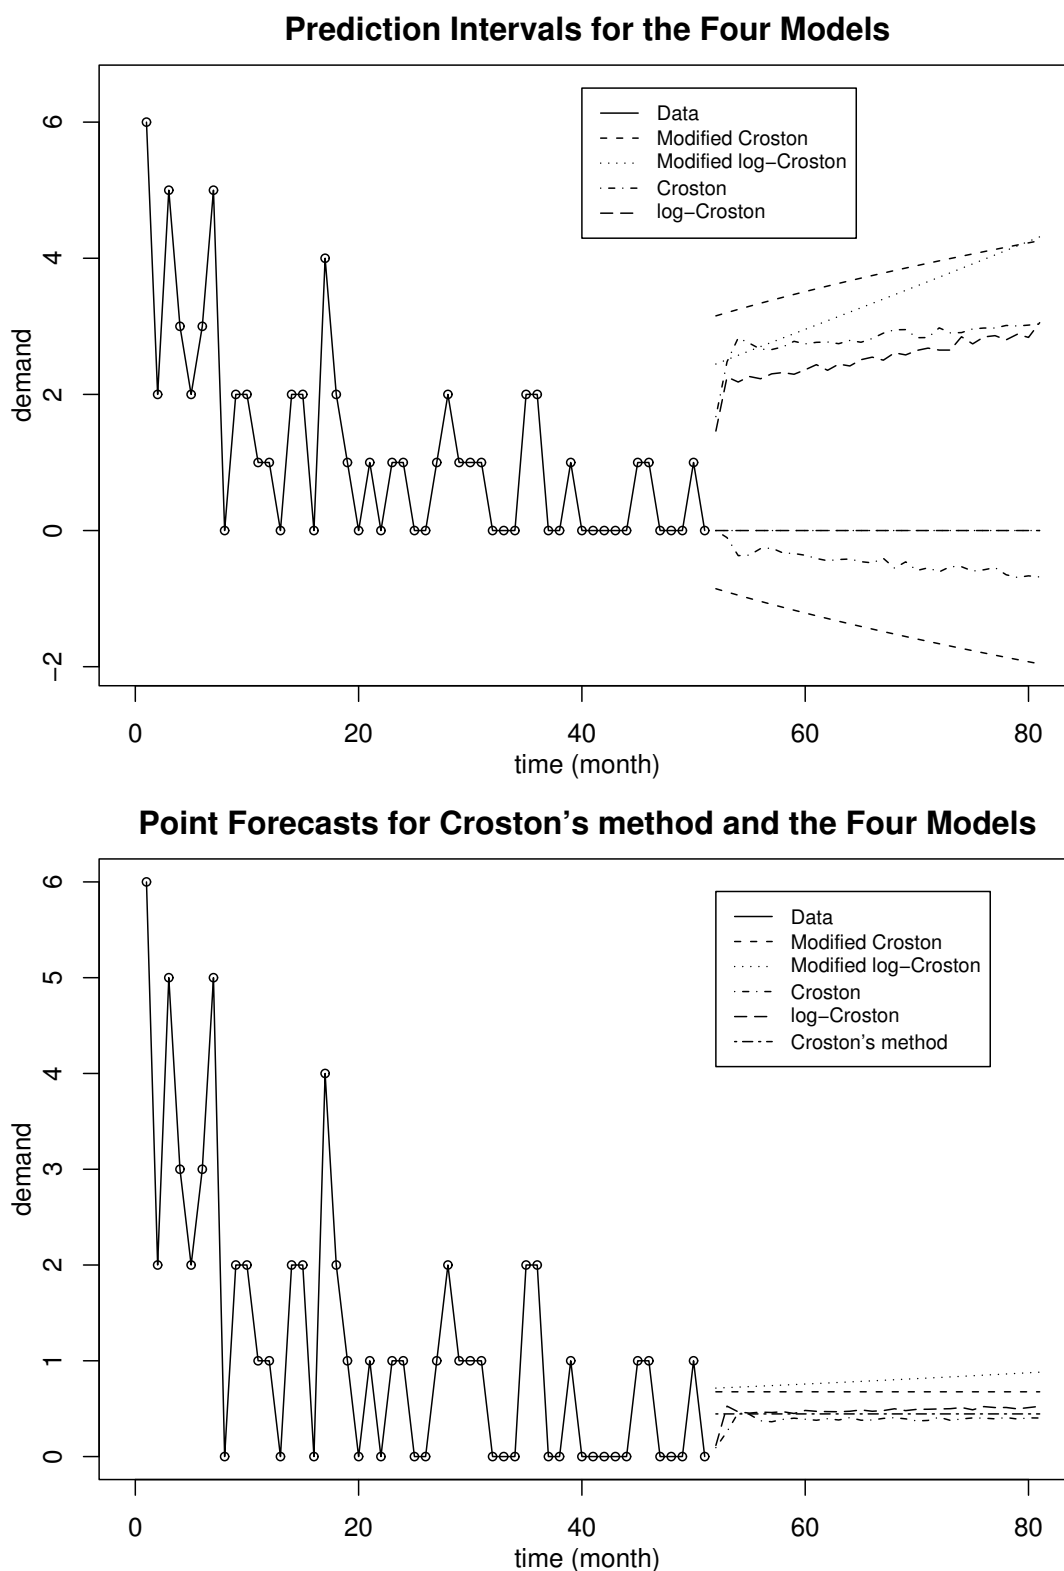 Prediction Intervals for the Four Models
6
4
2
0
−2
demand
Data
Modified Croston
Modified log−Croston
Croston
log−Croston
0 20 40 60 80
time (month)
Point Forecasts for Croston’s method and the Four Models
6
5
4
3
2
1
0
demand
Data
Modified Croston
Modified log−Croston
Croston
log−Croston
Croston’s method
0 20 40 60 80
time (month)